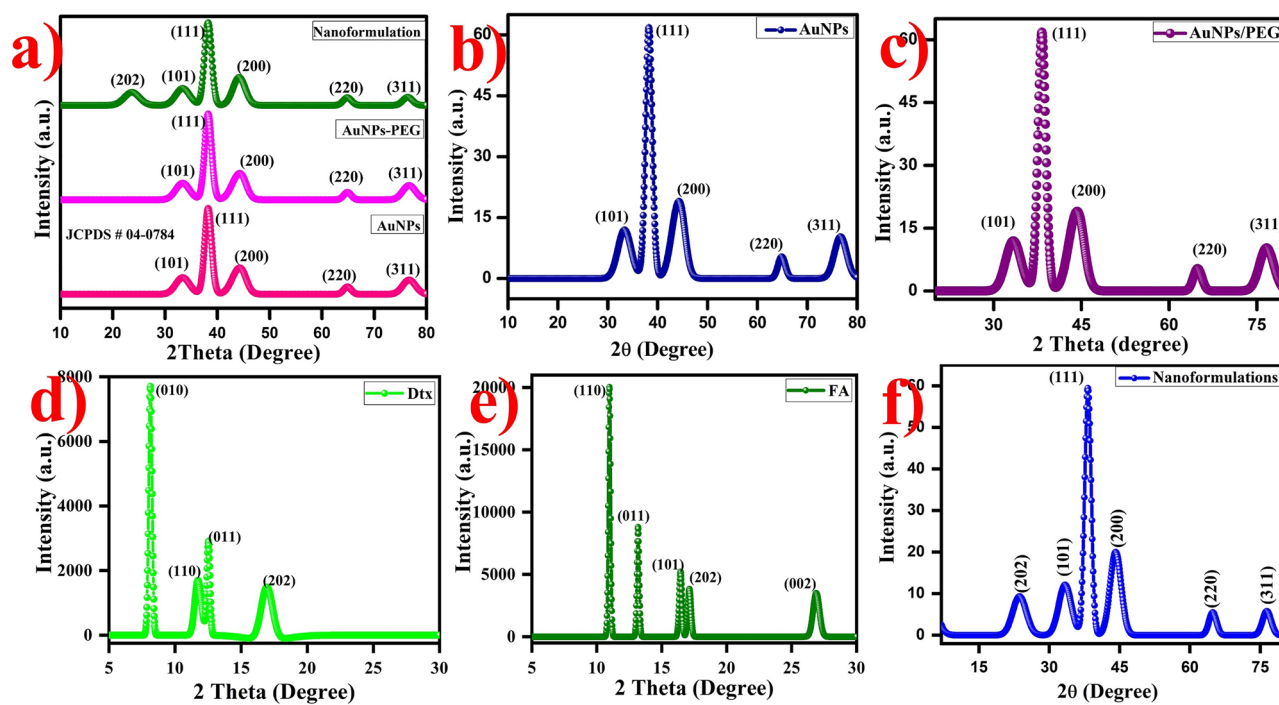 a)
Intensity (a.u.)
Nanoformulation
(111)
(202)
(101)
(200)
(220)
(311)
AuNPs-PEG
(111)
(101)
(200)
(220)
(311)
AuNPs
JCPDS # 04-0784
(111)
(101)
(200)
(220)
(311)
10 20 30 40 50 60 70 80
2Theta (Degree)
b)
Intensity (a.u.)
AuNPs
60
45
30
15
0
(111)
(101)
(200)
(220)
(311)
10 20 30 40 50 60 70 80
2θ (Degree)
c)
Intensity (a.u.)
AuNPs/PEG
60
45
30
15
0
(111)
(101)
(200)
(220)
(311
30 45 60 75
2 Theta (degree)
d)
Intensity (a.u.)
Dtx
8000
6000
4000
2000
0
(010)
(110)
(011)
(202)
5 10 15 20 25 30
2 Theta (Degree)
e)
Intensity (a.u.)
FA
20000
15000
10000
5000
0
(110)
(011)
(101)
(202)
(002)
5 10 15 20 25 30
2 Theta (Degree)
f)
Intensity (a.u.)
Nanoformulations
60
50
40
30
20
10
0
(111)
(202)
(101)
(200)
(220)
(311)
15 30 45 60 75
2θ (Degree)